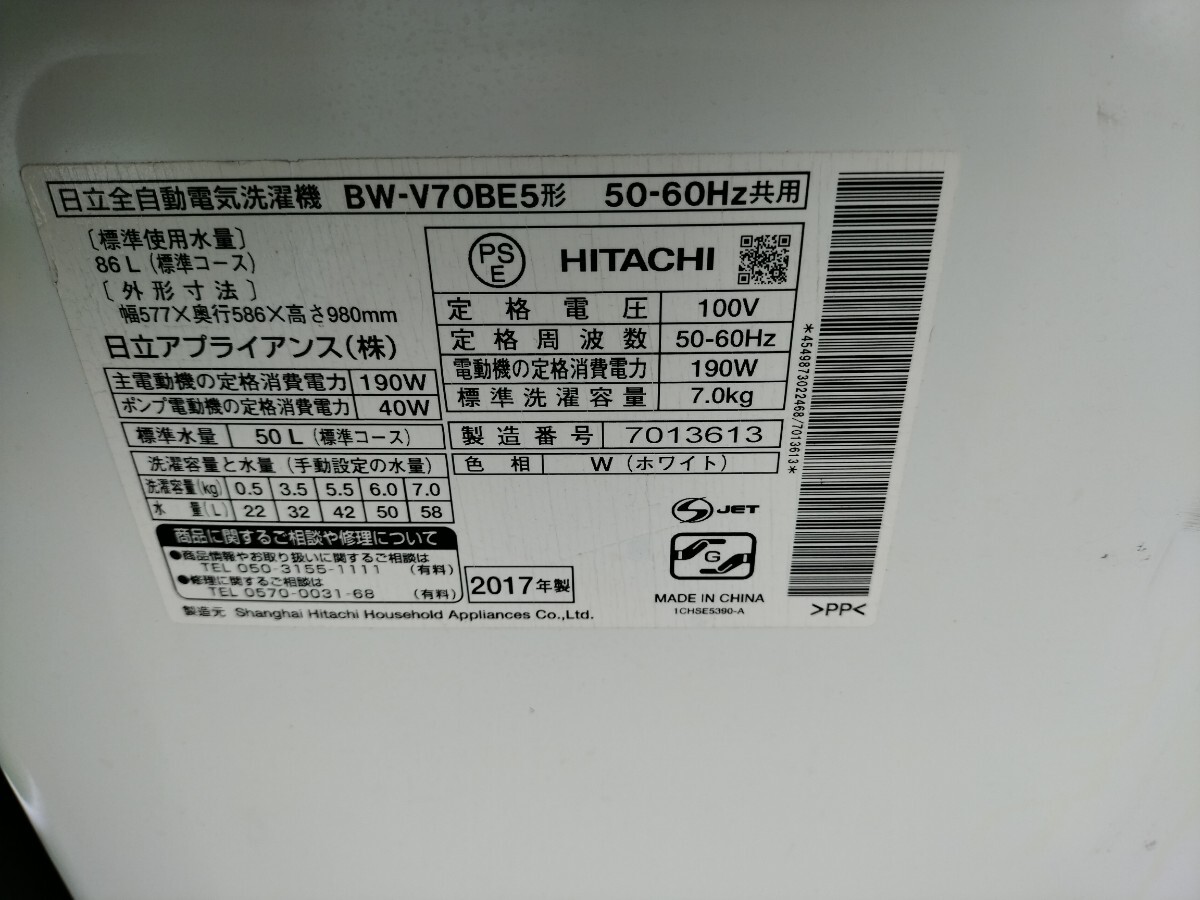 日立全自動電気洗濯機 BW-V70BE5形 50-60Hz共用
〔標準使用水量〕
86L(標準コース)
〔外形寸法〕
幅577×奥行586×高さ980mm
日立アプライアンス(株)
主電動機の定格消費電力 190W
ポンプ電動機の定格消費電力 40W
標準水量 50L(標準コース)
洗濯容量と水量(手動設定の水量)
洗濯容量(kg) 0.5 3.5 5.5 6.0 7.0
水量(L) 22 32 42 50 58
商品に関するご相談や修理について
●商品情報やお取り扱いに関するご相談は
TEL 050-3155-1111 (有料)
●修理に関するご相談は
TEL 0570-0031-68 (有料)
製造元 Shanghai Hitachi Household Appliances Co.,Ltd.
2017年製
PS
E
HITACHI
定格電圧 100V
定格周波数 50-60Hz
電動機の定格消費電力 190W
標準洗濯容量 7.0kg
製造番号 7013613
色相 W(ホワイト)
S JET
G
MADE IN CHINA
1CHSE5390-A
*4549873022468/7013613*
>PP<